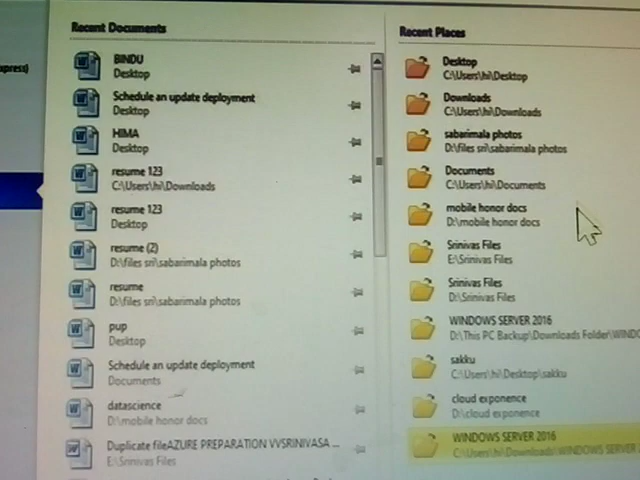 Recent Documents
BINDU
Desktop
Schedule an update deployment
Desktop
HIMA
Desktop
resume 123
C:\Users\hi\Downloads
resume 123
Desktop
resume (2)
D:\files sri\sabarimala photos
resume
D:\files sri\sabarimala photos
pup
Desktop
Schedule an update deployment
Documents
datascience
D:\mobile honor docs
Duplicate fileAZURE PREPARATION VVSRINIVASA ...
E:\Srinivas Files
Recent Places
Desktop
C:\Users\hi\Desktop
Downloads
C:\Users\hi\Downloads
sabarimala photos
D:\files sri\sabarimala photos
Documents
C:\Users\hi\Documents
mobile honor docs
D:\mobile honor docs
Srinivas Files
E:\Srinivas Files
Srinivas Files
D:\Srinivas Files
WINDOWS SERVER 2016
D:\This PC Backup\Downloads Folder\WINDO
sakku
C:\Users\hi\Desktop\sakku
cloud exponence
D:\cloud exponence
WINDOWS SERVER 2016
C:\Users\hi\Downloads\WINDOWS SERVER
xpress)